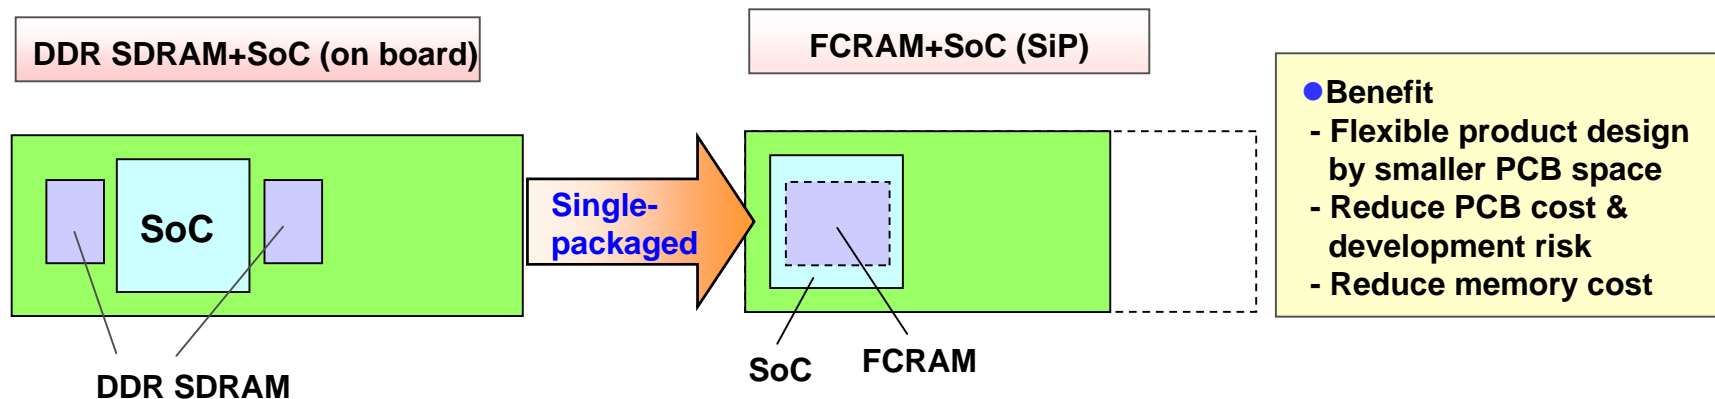 DDR SDRAM+SoC (on board)
FCRAM+SoC (SiP)
SoC
DDR SDRAM
Single-
packaged
SoC
FCRAM
●Benefit
- Flexible product design
by smaller PCB space
- Reduce PCB cost &
development risk
- Reduce memory cost